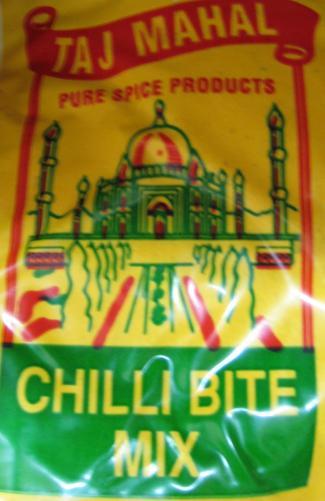 TAJ MAHAL
PURE SPICE PRODUCTS
CHILLI BITE
MIX